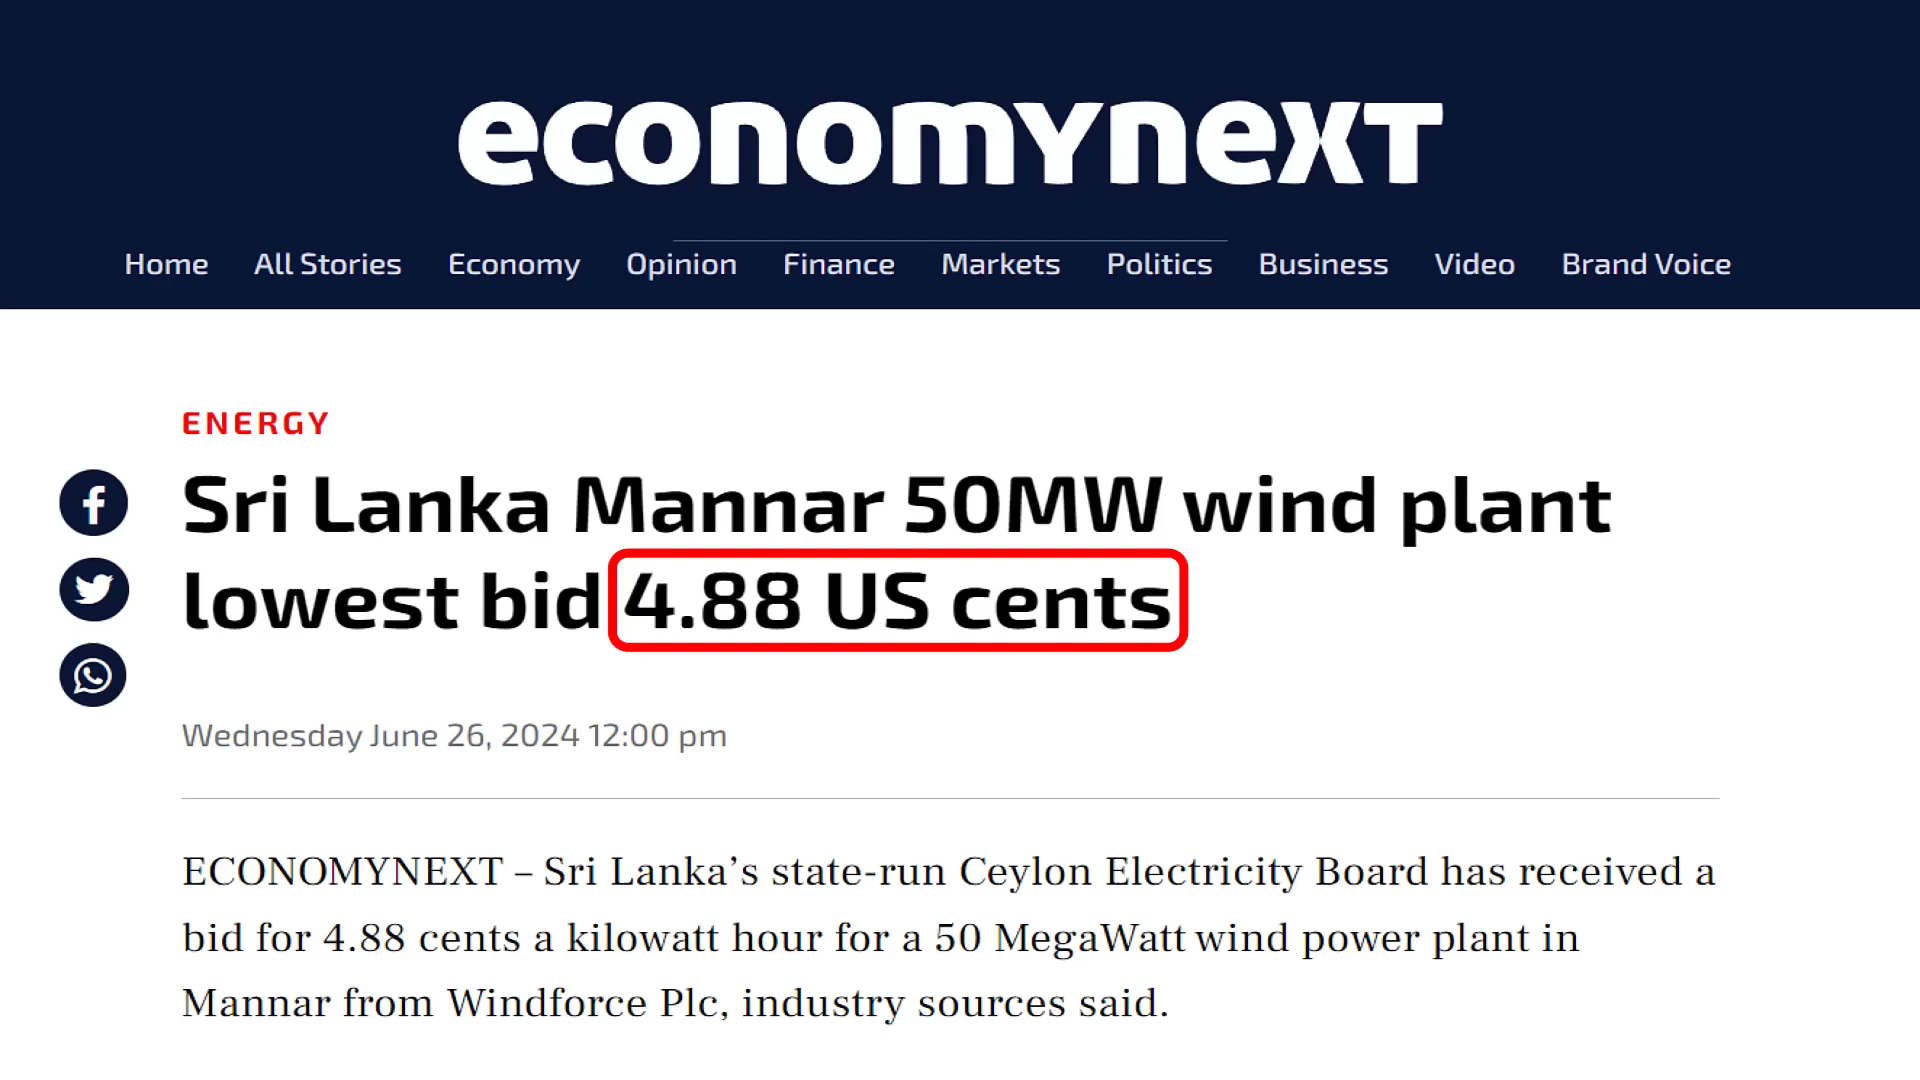 economynext
Home All Stories Economy Opinion Finance Markets Politics Business Video Brand Voice
ENERGY
Sri Lanka Mannar 50MW wind plant
lowest bid 4.88 US cents
Wednesday June 26, 2024 12:00 pm
ECONOMYNEXT – Sri Lanka’s state-run Ceylon Electricity Board has received a
bid for 4.88 cents a kilowatt hour for a 50 MegaWatt wind power plant in
Mannar from Windforce Plc, industry sources said.